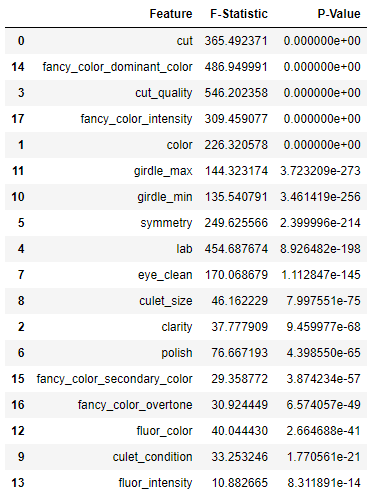 Feature F-Statistic P-Value
0 cut 365.492371 0.000000e+00
14 fancy_color_dominant_color 486.949991 0.000000e+00
3 cut_quality 546.202358 0.000000e+00
17 fancy_color_intensity 309.459077 0.000000e+00
1 color 226.320578 0.000000e+00
11 girdle_max 144.323174 3.723209e-273
10 girdle_min 135.540791 3.461419e-256
5 symmetry 249.625566 2.399996e-214
4 lab 454.687674 8.926482e-198
7 eye_clean 170.068679 1.112847e-145
8 culet_size 46.162229 7.997551e-75
2 clarity 37.777909 9.459977e-68
6 polish 76.667193 4.398550e-65
15 fancy_color_secondary_color 29.358772 3.874234e-57
16 fancy_color_overtone 30.924449 6.574057e-49
12 fluor_color 40.044430 2.664688e-41
9 culet_condition 33.253246 1.770561e-21
13 fluor_intensity 10.882665 8.311891e-14